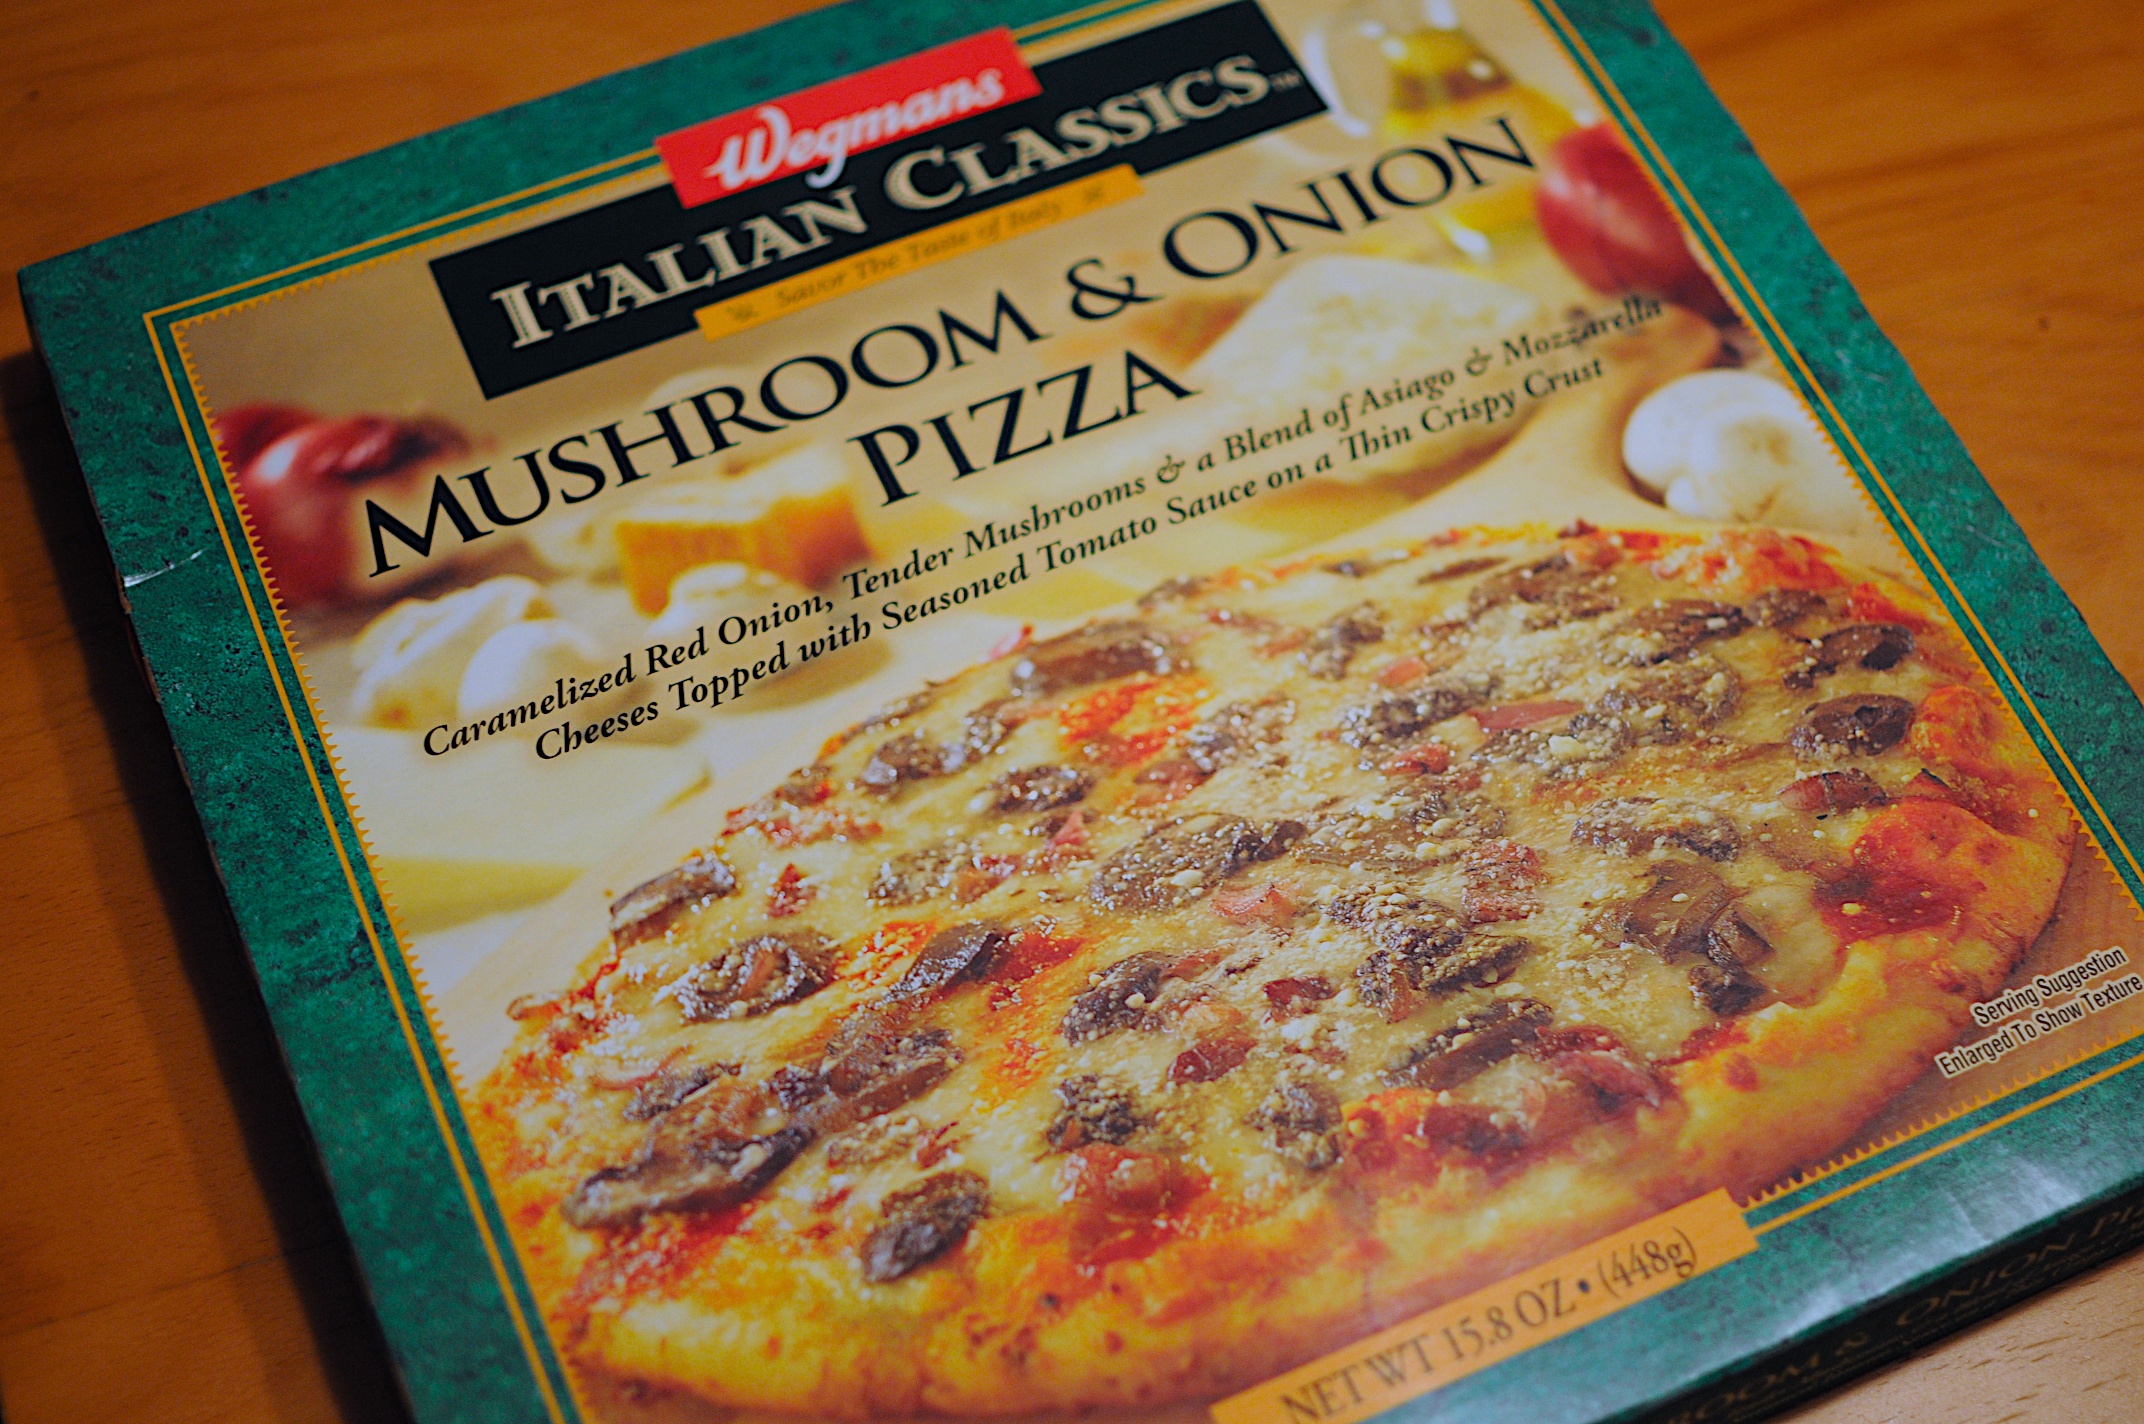 Wegmans
ITALIAN CLASSICS™
Savor The Taste of Italy
MUSHROOM & ONION
PIZZA
Caramelized Red Onion, Tender Mushrooms & a Blend of Asiago & Mozzarella
Cheeses Topped with Seasoned Tomato Sauce on a Thin Crispy Crust
Serving Suggestion
Enlarged To Show Texture
NET WT 15.8 OZ • (448g)
& ONION